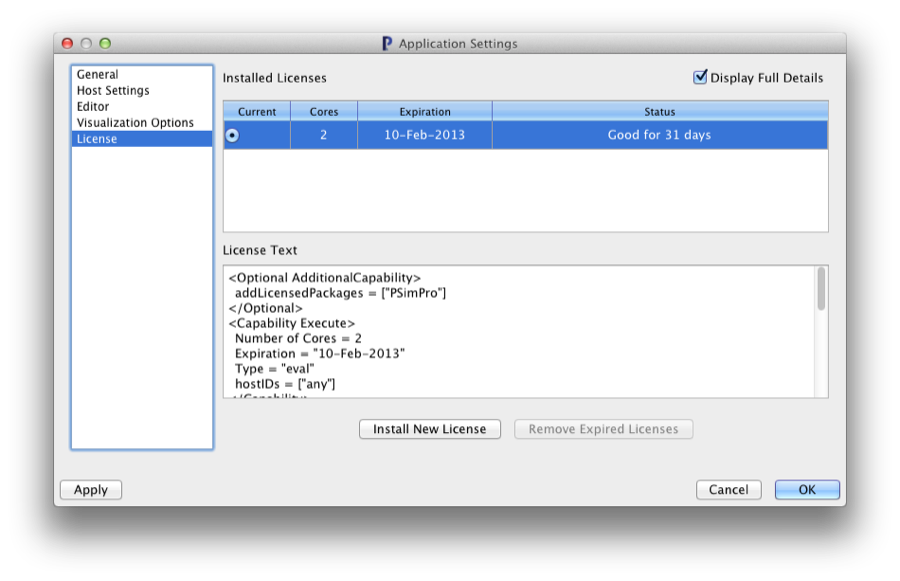 Application Settings
General
Host Settings
Editor
Visualization Options
License
Installed Licenses
Display Full Details
Current Cores Expiration Status
2 10-Feb-2013 Good for 31 days
License Text
<Optional AdditionalCapability>
addLicensedPackages = ["PSimPro"]
</Optional>
<Capability Execute>
Number of Cores = 2
Expiration = "10-Feb-2013"
Type = "eval"
hostIDs = ["any"]
</Capability>
Install New License Remove Expired Licenses
Apply Cancel OK